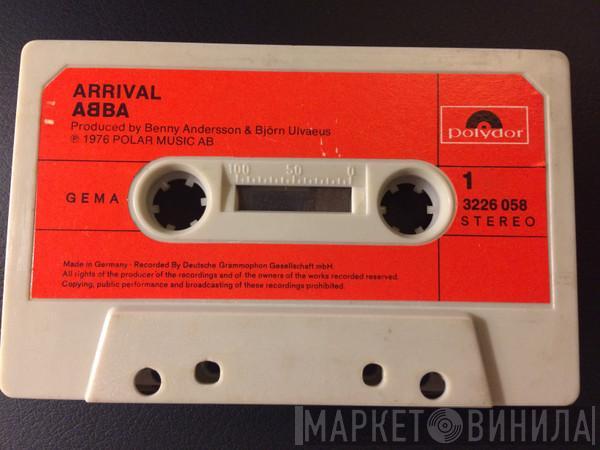 ARRIVAL
AᗺBA
Produced by Benny Andersson & Björn Ulvaeus
℗ 1976 POLAR MUSIC AB
polydor
GEMA
100 50 0
1
3226 058
STEREO
Made in Germany · Recorded By Deutsche Grammophon Gesellschaft mbH.
All rights of the producer of the recordings and of the owners of the works recorded reserved.
Copying, public performance and broadcasting of these recordings prohibited.
МАРКЕТ ВИНИЛА